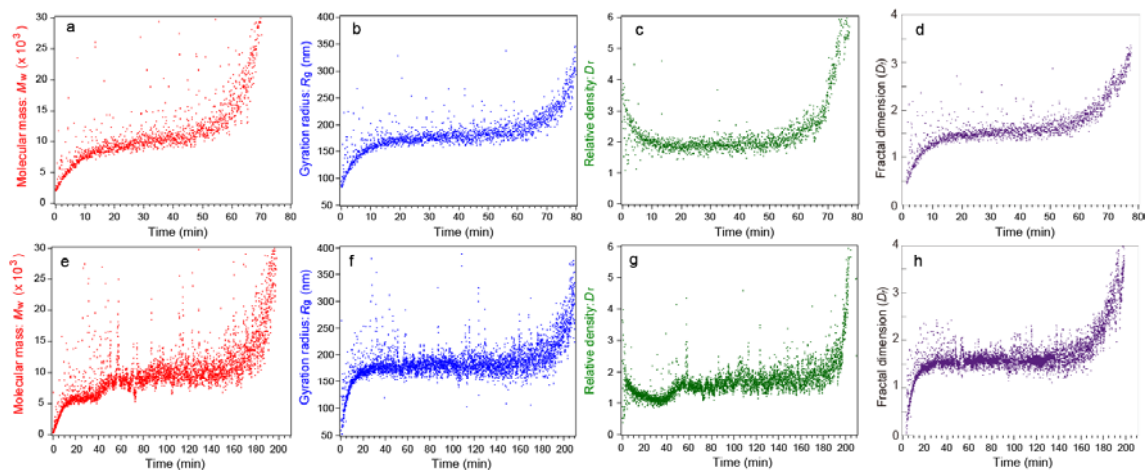 a
Molecular mass: Mw (x 10³)
30
25
20
15
10
5
0
0 10 20 30 40 50 60 70 80
Time (min)
b
Gyration radius: Rg (nm)
400
350
300
250
200
150
100
50
0 10 20 30 40 50 60 70 80
Time (min)
c
Relative density: Dr
6
5
4
3
2
1
0
0 10 20 30 40 50 60 70 80
Time (min)
d
Fractal dimension (Df)
4
3
2
1
0
0 10 20 30 40 50 60 70 80
Time (min)
e
Molecular mass: Mw (x 10³)
30
25
20
15
10
5
0
0 20 40 60 80 100 120 140 160 180 200
Time (min)
f
Gyration radius: Rg (nm)
400
350
300
250
200
150
100
50
0 20 40 60 80 100 120 140 160 180 200
Time (min)
g
Relative density: Dr
6
5
4
3
2
1
0
0 20 40 60 80 100 120 140 160 180 200
Time (min)
h
Fractal dimension (Df)
4
3
2
1
0
0 20 40 60 80 100 120 140 160 180 200
Time (min)